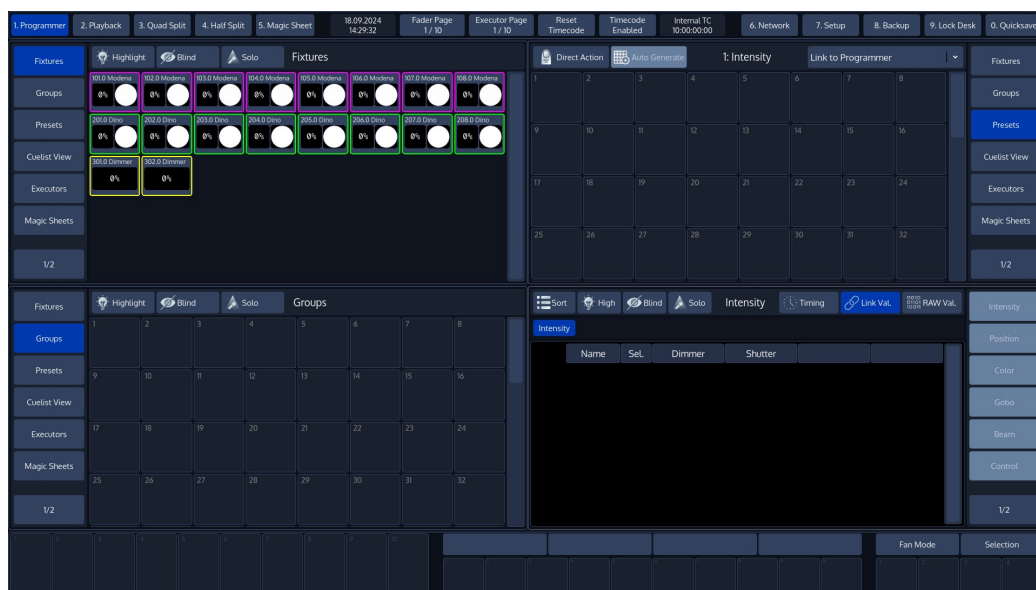 1. Programmer 2. Playback 3. Quad Split 4. Half Split 5. Magic Sheet 18.09.2024 14:29:32 Fader Page 1 / 10 Executor Page 1 / 10 Reset Timecode Timecode Enabled Internal TC 10:00:00:00 6. Network 7. Setup 8. Backup 9. Lock Desk 0. Quicksave
Fixtures
Groups
Presets
Cuelist View
Executors
Magic Sheets
1/2
Highlight Blind Solo Fixtures
101.0 Modena 102.0 Modena 103.0 Modena 104.0 Modena 105.0 Modena 106.0 Modena 107.0 Modena 108.0 Modena
0% 0% 0% 0% 0% 0% 0% 0%
201.0 Dino 202.0 Dino 203.0 Dino 204.0 Dino 205.0 Dino 206.0 Dino 207.0 Dino 208.0 Dino
0% 0% 0% 0% 0% 0% 0% 0%
301.0 Dimmer 302.0 Dimmer
0% 0%
Direct Action Auto Generate 1: Intensity Link to Programmer
1 2 3 4 5 6 7 8
9 10 11 12 13 14 15 16
17 18 19 20 21 22 23 24
25 26 27 28 29 30 31 32
Fixtures
Groups
Presets
Cuelist View
Executors
Magic Sheets
1/2
Fixtures
Groups
Presets
Cuelist View
Executors
Magic Sheets
1/2
Highlight Blind Solo Groups
1 2 3 4 5 6 7 8
9 10 11 12 13 14 15 16
17 18 19 20 21 22 23 24
25 26 27 28 29 30 31 32
Sort High Blind Solo Intensity Timing Link Val. RAW Val.
Intensity
Name Sel. Dimmer Shutter
Intensity
Position
Color
Gobo
Beam
Control
1/2
Fan Mode Selection